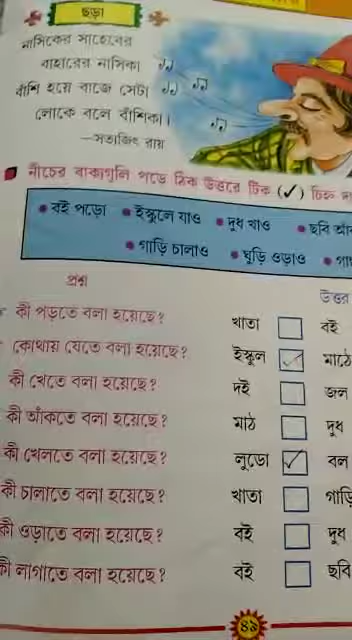 ছড়া
নাসিকের সাহেবের
বাহারের নাসিকা
বাঁশি হয়ে বাজে সেটা
লোকে বলে বাঁশিকা।
—সত্যজিৎ রায়
নীচের বাক্যগুলি পড়ে ঠিক উত্তরে টিক (✓) চিহ্ন
• বই পড়ো • ইস্কুলে যাও • দুধ খাও • ছবি
• গাড়ি চালাও • ঘুড়ি ওড়াও •
প্রশ্ন উত্তর
কী পড়তে বলা হয়েছে? খাতা বই
কোথায় যেতে বলা হয়েছে? ইস্কুল ✓ মাঠে
কী খেতে বলা হয়েছে? দই জল
কী আঁকতে বলা হয়েছে? মাঠ দুধ
কী খেলতে বলা হয়েছে? লুডো ✓ বল
কী চালাতে বলা হয়েছে? খাতা গাড়ি
কী ওড়াতে বলা হয়েছে? বই দুধ
কী লাগাতে বলা হয়েছে? বই ছবি
৪৯